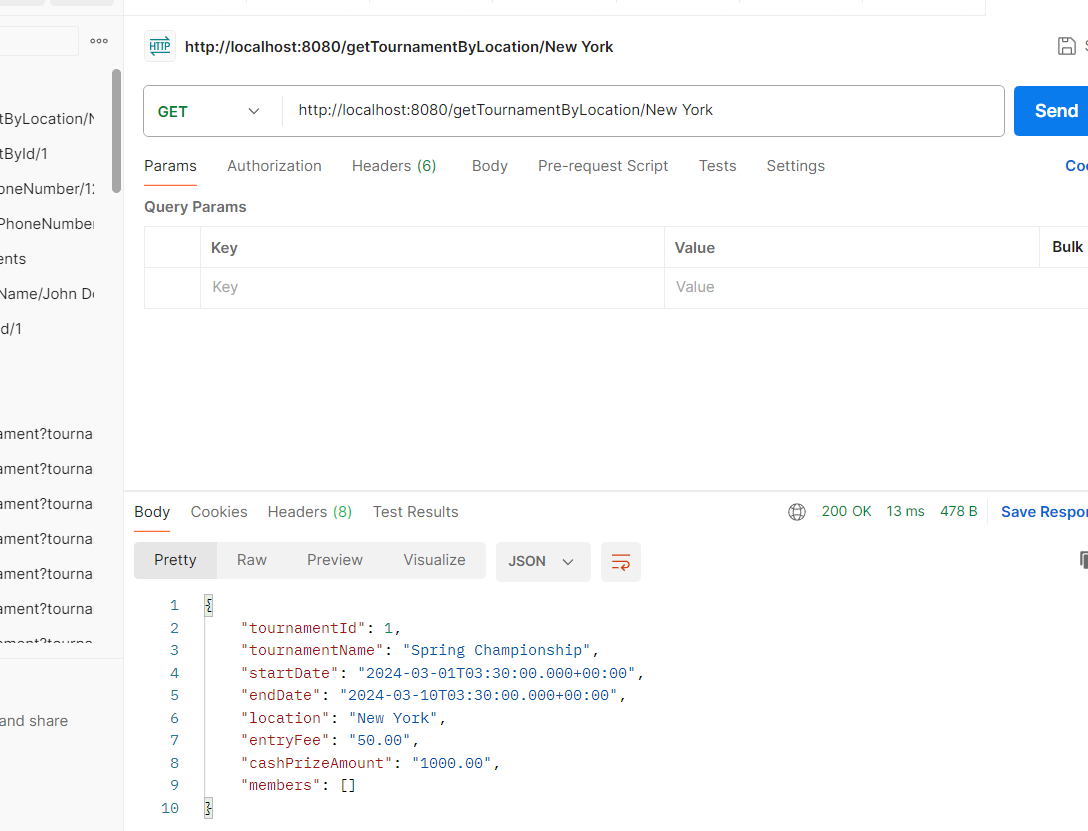 HTTP http://localhost:8080/getTournamentByLocation/New York
GET http://localhost:8080/getTournamentByLocation/New York Send
Params Authorization Headers (6) Body Pre-request Script Tests Settings Coo
Query Params
Key Value Bulk
Key Value
tByLocation/N
tById/1
oneNumber/12
PhoneNumber
ents
Name/John Do
d/1
ament?tourna
ament?tourna
ament?tourna
ament?tourna
ament?tourna
ament?tourna
ament?tourna
and share
Body Cookies Headers (8) Test Results 200 OK 13 ms 478 B Save Respon
Pretty Raw Preview Visualize JSON
1 {
2 "tournamentId": 1,
3 "tournamentName": "Spring Championship",
4 "startDate": "2024-03-01T03:30:00.000+00:00",
5 "endDate": "2024-03-10T03:30:00.000+00:00",
6 "location": "New York",
7 "entryFee": "50.00",
8 "cashPrizeAmount": "1000.00",
9 "members": []
10 }